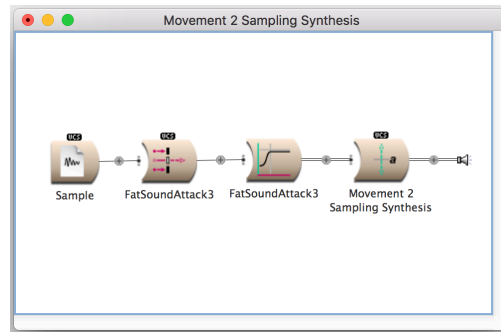 Movement 2 Sampling Synthesis
UCS
UCS
UCS
a
Sample
FatSoundAttack3
FatSoundAttack3
Movement 2
Sampling Synthesis